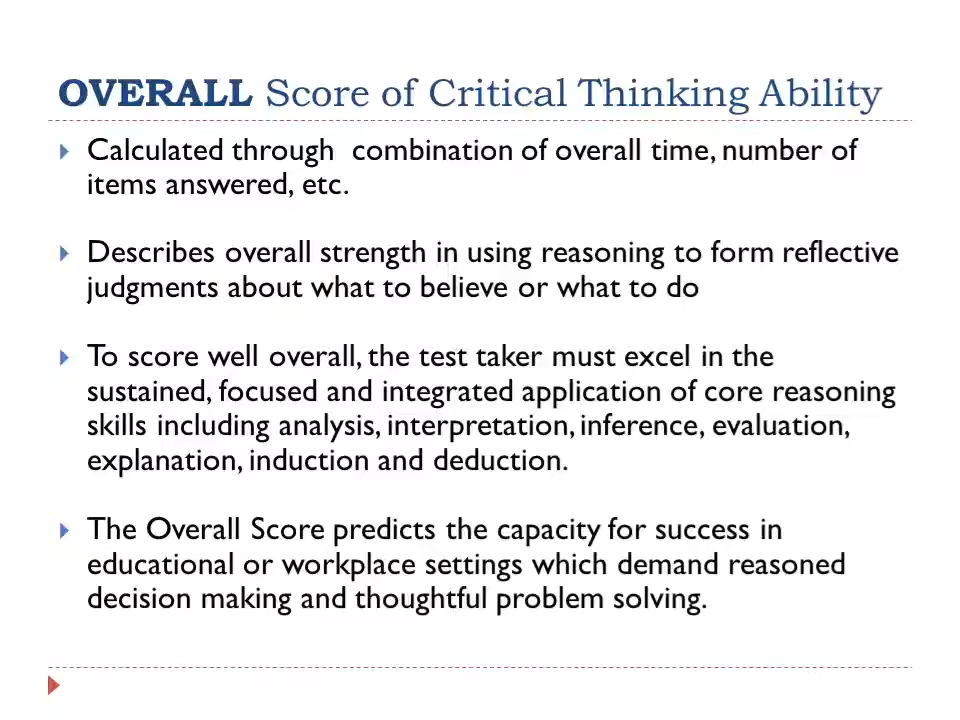 OVERALL Score of Critical Thinking Ability
Calculated through combination of overall time, number of
items answered, etc.
Describes overall strength in using reasoning to form reflective
judgments about what to believe or what to do
To score well overall, the test taker must excel in the
sustained, focused and integrated application of core reasoning
skills including analysis, interpretation, inference, evaluation,
explanation, induction and deduction.
The Overall Score predicts the capacity for success in
educational or workplace settings which demand reasoned
decision making and thoughtful problem solving.